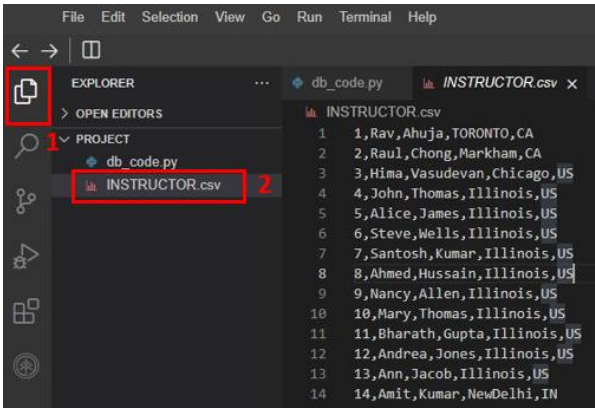 File Edit Selection View Go Run Terminal Help
EXPLORER ...
OPEN EDITORS
1 PROJECT
db_code.py
INSTRUCTOR.csv 2
db_code.py INSTRUCTOR.csv
INSTRUCTOR.csv
1 1,Rav,Ahuja,TORONTO,CA
2 2,Raul,Chong,Markham,CA
3 3,Hima,Vasudevan,Chicago,US
4 4,John,Thomas,Illinois,US
5 5,Alice,James,Illinois,US
6 6,Steve,Wells,Illinois,US
7 7,Santosh,Kumar,Illinois,US
8 8,Ahmed,Hussain,Illinois,US
9 9,Nancy,Allen,Illinois,US
10 10,Mary,Thomas,Illinois,US
11 11,Bharath,Gupta,Illinois,US
12 12,Andrea,Jones,Illinois,US
13 13,Ann,Jacob,Illinois,US
14 14,Amit,Kumar,NewDelhi,IN